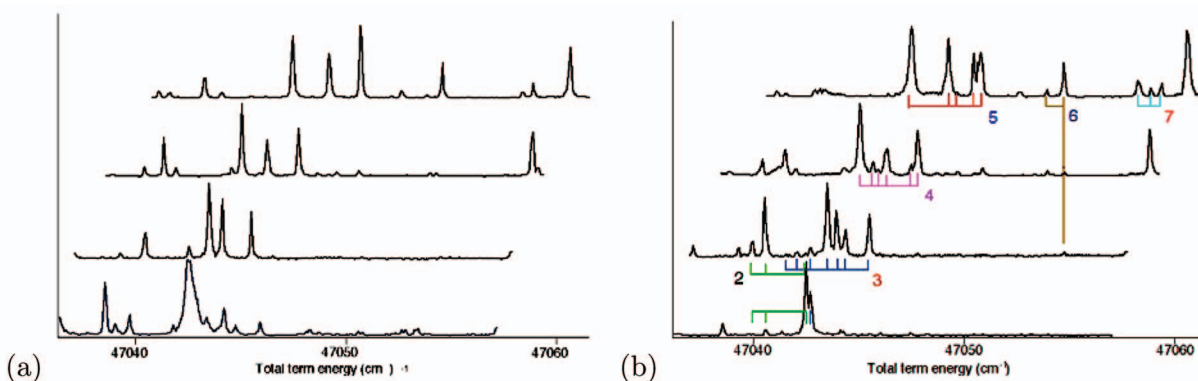 5 6 7
4
2 3
(a) 47040 47050 47060 (b) 47040 47050 47060
Total term energy (cm ) -1 Total term energy (cm⁻¹)